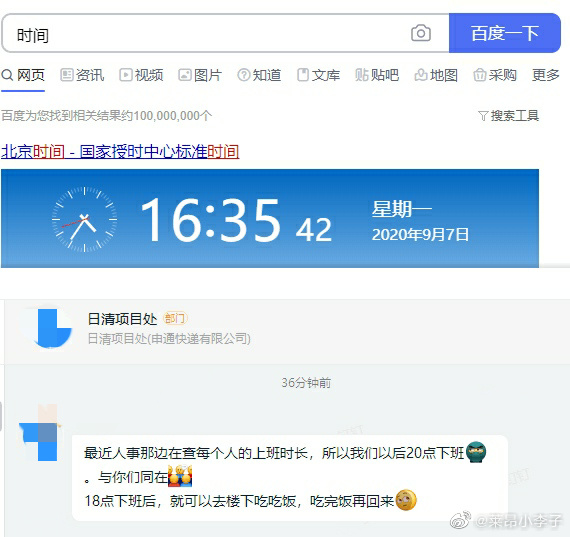 时间
百度一下
网页 资讯 视频 图片 知道 文库 贴吧 地图 采购 更多
百度为您找到相关结果约100,000,000个
搜索工具
北京时间 - 国家授时中心标准时间
16:35 42
星期一
2020年9月7日
日清项目处 部门
日清项目处(申通快递有限公司)
36分钟前
最近人事那边在查每个人的上班时长，所以我们以后20点下班
。与你们同在
18点下班后，就可以去楼下吃吃饭，吃完饭再回来
@莱昂小李子